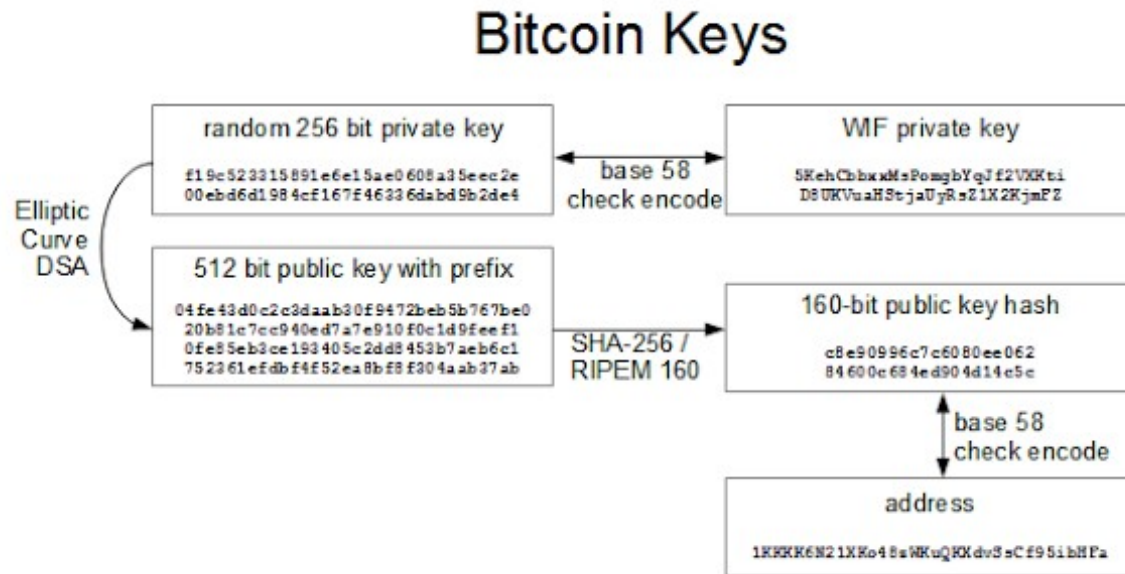 Bitcoin Keys
random 256 bit private key
f19c523315891e6e15ae0608a35eec2e
00ebd6d1984cf167f46336dabd9b2de4
base 58
check encode
WIF private key
5KehCbbxxMsPomgbYqJf2VXKti
D8UKVuaHStjaUyRsZ1X2KjmFZ
Elliptic
Curve
DSA
512 bit public key with prefix
04fe43d0c2c3daab30f9472beb5b767be0
20b81c7cc940ed7a7e910f0c1d9feef1
0fe85eb3ce193405c2dd8453b7aeb6c1
752361efdbf4f52ea8bf8f304aab37ab
SHA-256 /
RIPEM 160
160-bit public key hash
c8e90996c7c6080ee062
84600c684ed904d14c5c
base 58
check encode
address
1KKKK6N21XKo48zWKuQKXdvSsCf95ibHFa